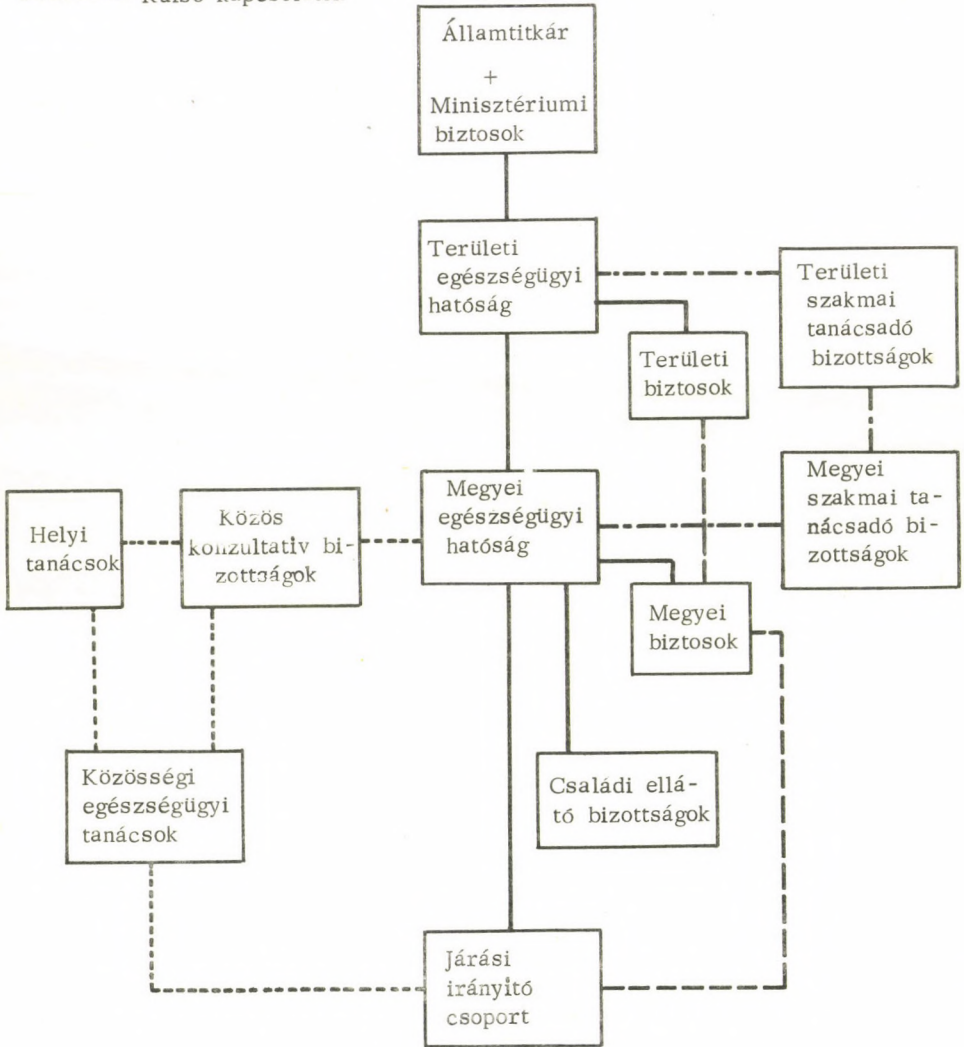 Külső
Államtitkár
+
Minisztériumi
biztosok
Területi
egészségügyi
hatóság
Területi
szakmai
tanácsadó
bizottságok
Területi
biztosok
Megyei
egészségügyi
hatóság
Megyei
szakmai ta-
nácsadó bi-
zottságok
Helyi
tanácsok
Közös
konzultatív bi-
zottságok
Megyei
biztosok
Közösségi
egészségügyi
tanácsok
Családi ellá-
tó bizottságok
Járási
irányító
csoport